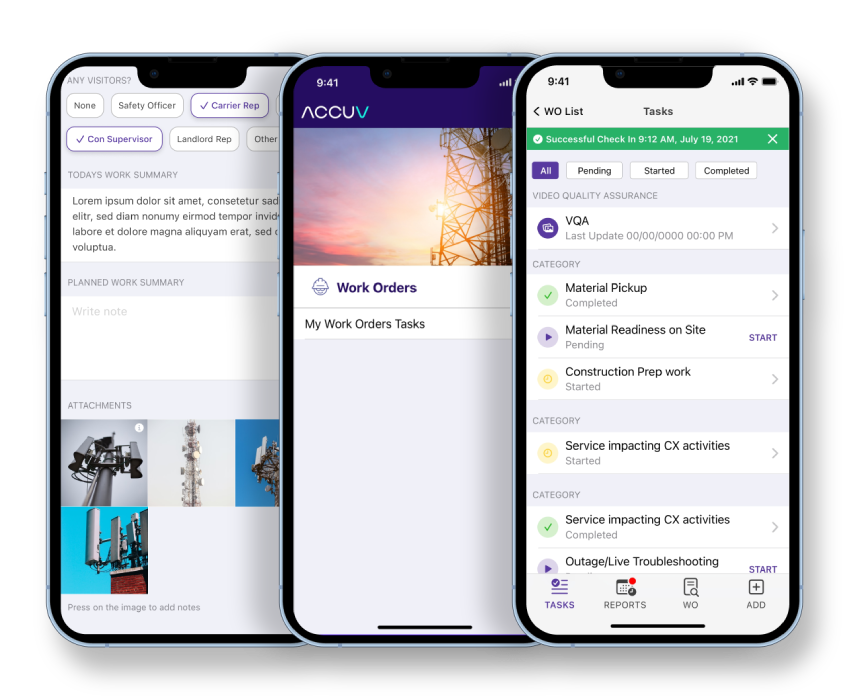 ANY VISITORS?
None
Safety Officer
✓ Carrier Rep
✓ Con Supervisor
Landlord Rep
Other
TODAYS WORK SUMMARY
Lorem ipsum dolor sit amet, consetetur sad
elitr, sed diam nonumy eirmod tempor invid
labore et dolore magna aliquyam erat, sed
voluptua.
PLANNED WORK SUMMARY
Write note
ATTACHMENTS
Press on the image to add notes
9:41
ACCUV
Work Orders
My Work Orders Tasks
9:41
< WO List
Tasks
Successful Check In 9:12 AM, July 19, 2021
All
Pending
Started
Completed
VIDEO QUALITY ASSURANCE
VQA
Last Update 00/00/0000 00:00 PM
CATEGORY
Material Pickup
Completed
Material Readiness on Site
START
Pending
Construction Prep work
Started
CATEGORY
Service impacting CX activities
Started
CATEGORY
Service impacting CX activities
Completed
Outage/Live Troubleshooting
START
TASKS
REPORTS
WO
ADD